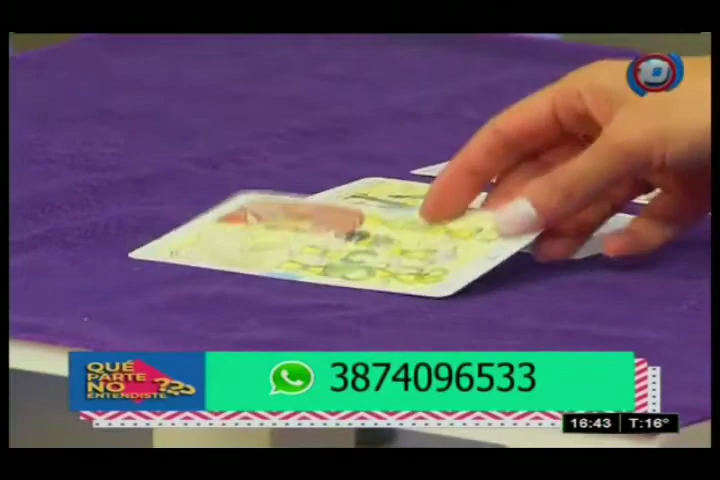 QUÉ
PARTE
NO
ENTENDISTE ???
3874096533
16:43 T:16°